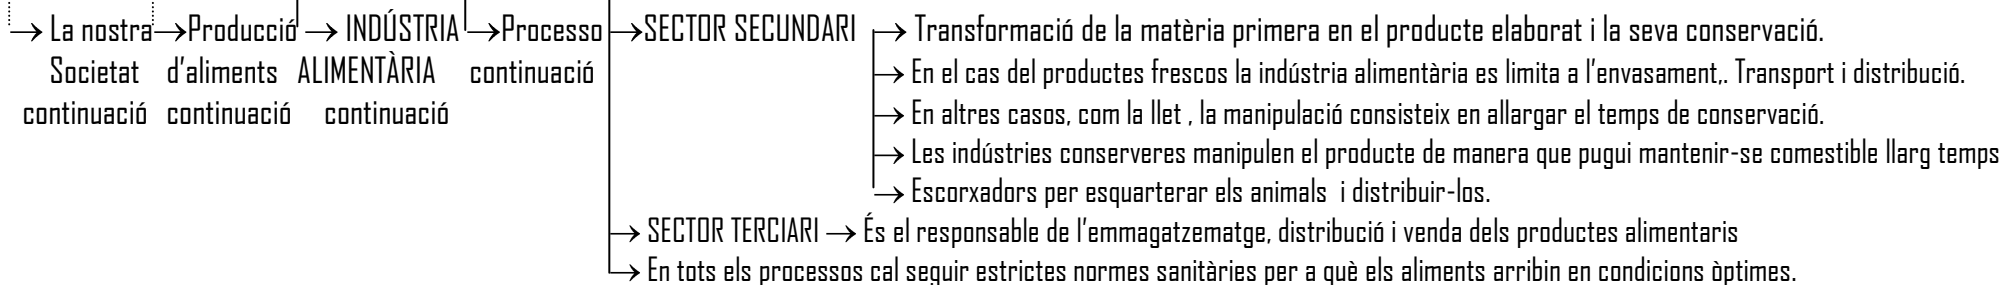 → La nostra →Producció → INDÚSTRIA →Processo →SECTOR SECUNDARI → Transformació de la matèria primera en el producte elaborat i la seva conservació.
Societat d'aliments ALIMENTÀRIA continuació → En el cas del productes frescos la indústria alimentària es limita a l'envasament,. Transport i distribució.
continuació continuació continuació → En altres casos, com la llet , la manipulació consisteix en allargar el temps de conservació.
→ Les indústries conserveres manipulen el producte de manera que pugui mantenir-se comestible llarg temps
→ Escorxadors per esquarterar els animals i distribuir-los.
→ SECTOR TERCIARI → És el responsable de l'emmagatzematge, distribució i venda dels productes alimentaris
→ En tots els processos cal seguir estrictes normes sanitàries per a què els aliments arribin en condicions òptimes.